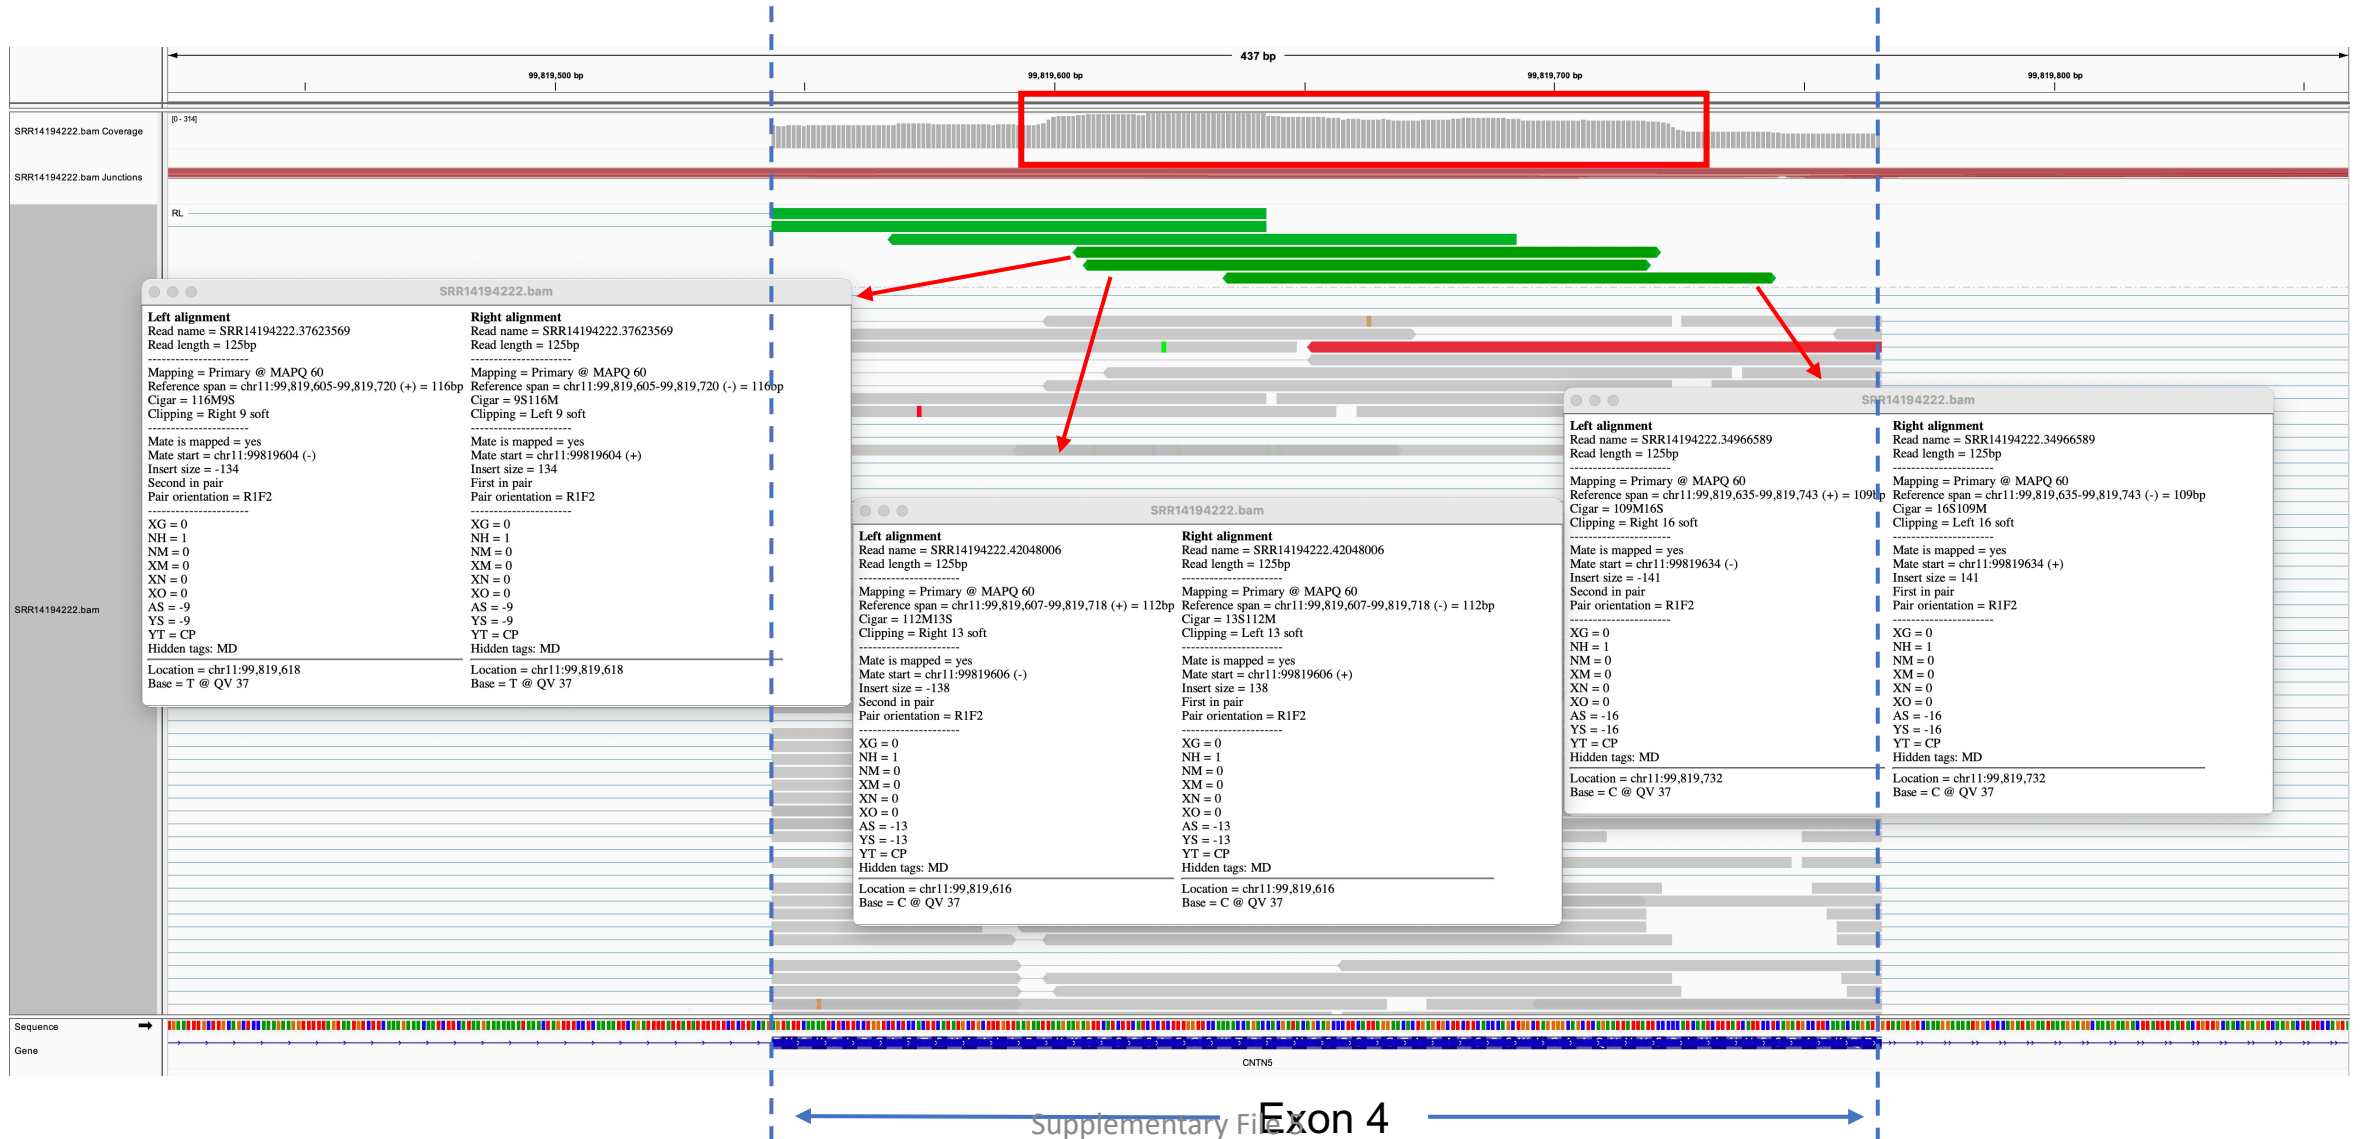 437 bp
99,819,500 bp
99,819,600 bp
99,819,700 bp
99,819,800 bp
SRR14194222.bam Coverage
[0 - 314]
SRR14194222.bam Junctions
RL
SRR14194222.bam
SRR14194222.bam
Left alignment
Read name = SRR14194222.37623569
Read length = 125bp
----------------------
Mapping = Primary @ MAPQ 60
Reference span = chr11:99,819,605-99,819,720 (+) = 116bp
Cigar = 116M9S
Clipping = Right 9 soft
----------------------
Mate is mapped = yes
Mate start = chr11:99819604 (-)
Insert size = -134
Second in pair
Pair orientation = R1F2
----------------------
XG = 0
NH = 1
NM = 0
XM = 0
XN = 0
XO = 0
AS = -9
YS = -9
YT = CP
Hidden tags: MD
Location = chr11:99,819,618
Base = T @ QV 37
Right alignment
Read name = SRR14194222.37623569
Read length = 125bp
----------------------
Mapping = Primary @ MAPQ 60
Reference span = chr11:99,819,605-99,819,720 (-) = 116bp
Cigar = 9S116M
Clipping = Left 9 soft
----------------------
Mate is mapped = yes
Mate start = chr11:99819604 (+)
Insert size = 134
First in pair
Pair orientation = R1F2
----------------------
XG = 0
NH = 1
NM = 0
XM = 0
XN = 0
XO = 0
AS = -9
YS = -9
YT = CP
Hidden tags: MD
Location = chr11:99,819,618
Base = T @ QV 37
SRR14194222.bam
Left alignment
Read name = SRR14194222.42048006
Read length = 125bp
----------------------
Mapping = Primary @ MAPQ 60
Reference span = chr11:99,819,607-99,819,718 (+) = 112bp
Cigar = 112M13S
Clipping = Right 13 soft
----------------------
Mate is mapped = yes
Mate start = chr11:99819606 (-)
Insert size = -138
Second in pair
Pair orientation = R1F2
----------------------
XG = 0
NH = 1
NM = 0
XM = 0
XN = 0
XO = 0
AS = -13
YS = -13
YT = CP
Hidden tags: MD
Location = chr11:99,819,616
Base = C @ QV 37
Right alignment
Read name = SRR14194222.42048006
Read length = 125bp
----------------------
Mapping = Primary @ MAPQ 60
Reference span = chr11:99,819,607-99,819,718 (-) = 112bp
Cigar = 13S112M
Clipping = Left 13 soft
----------------------
Mate is mapped = yes
Mate start = chr11:99819606 (+)
Insert size = 138
First in pair
Pair orientation = R1F2
----------------------
XG = 0
NH = 1
NM = 0
XM = 0
XN = 0
XO = 0
AS = -13
YS = -13
YT = CP
Hidden tags: MD
Location = chr11:99,819,616
Base = C @ QV 37
SRR14194222.bam
Left alignment
Read name = SRR14194222.34966589
Read length = 125bp
----------------------
Mapping = Primary @ MAPQ 60
Reference span = chr11:99,819,635-99,819,743 (+) = 109bp
Cigar = 109M16S
Clipping = Right 16 soft
----------------------
Mate is mapped = yes
Mate start = chr11:99819634 (-)
Insert size = -141
Second in pair
Pair orientation = R1F2
----------------------
XG = 0
NH = 1
NM = 0
XM = 0
XN = 0
XO = 0
AS = -16
YS = -16
YT = CP
Hidden tags: MD
Location = chr11:99,819,732
Base = C @ QV 37
Right alignment
Read name = SRR14194222.34966589
Read length = 125bp
----------------------
Mapping = Primary @ MAPQ 60
Reference span = chr11:99,819,635-99,819,743 (-) = 109bp
Cigar = 16S109M
Clipping = Left 16 soft
----------------------
Mate is mapped = yes
Mate start = chr11:99819634 (+)
Insert size = 141
First in pair
Pair orientation = R1F2
----------------------
XG = 0
NH = 1
NM = 0
XM = 0
XN = 0
XO = 0
AS = -16
YS = -16
YT = CP
Hidden tags: MD
Location = chr11:99,819,732
Base = C @ QV 37
Sequence
Gene
CNTN5
Exon 4
Supplementary File 5